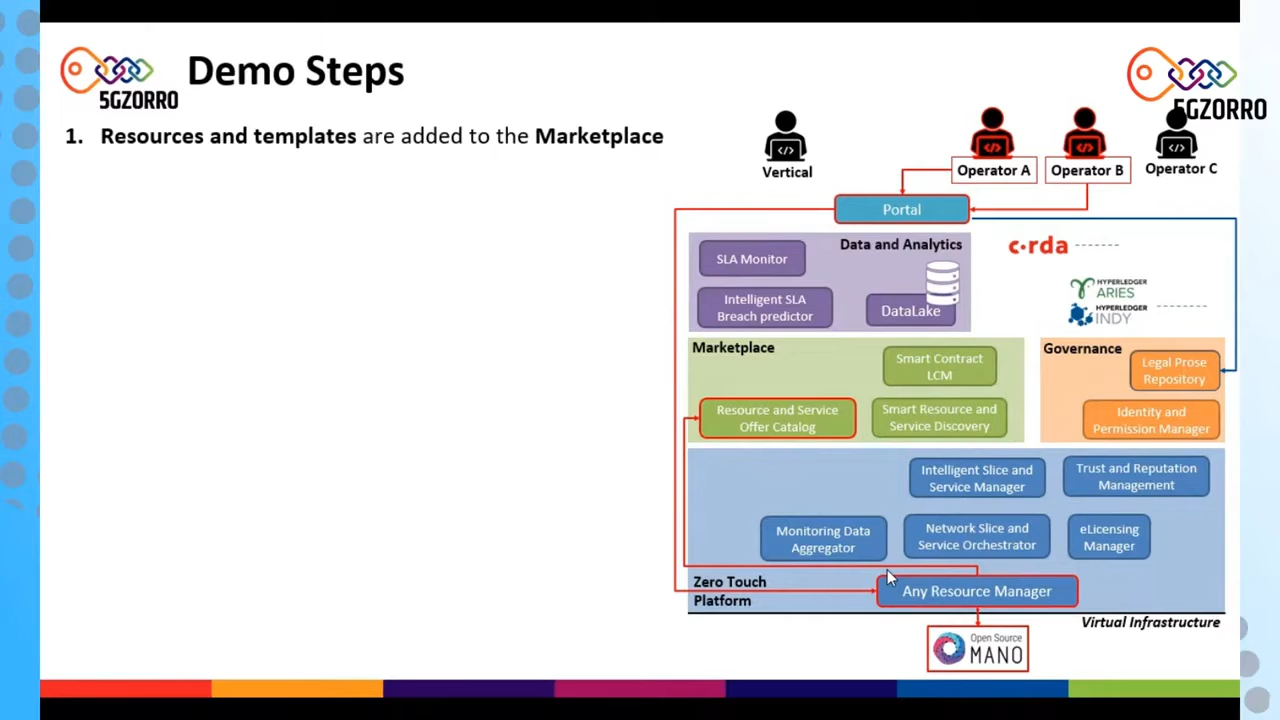 5GZORRO
Demo Steps
5GZORRO
1. Resources and templates are added to the Marketplace
</>
</>
</>
</>
Vertical
Operator A
Operator B
Operator C
Portal
Data and Analytics
SLA Monitor
Intelligent SLA
Breach predictor
DataLake
c·rda
HYPERLEDGER
ARIES
HYPERLEDGER
INDY
Marketplace
Smart Contract
LCM
Resource and Service
Offer Catalog
Smart Resource and
Service Discovery
Governance
Legal Prose
Repository
Identity and
Permission Manager
Intelligent Slice and
Service Manager
Trust and Reputation
Management
Monitoring Data
Aggregator
Network Slice and
Service Orchestrator
eLicensing
Manager
Zero Touch
Platform
Any Resource Manager
Virtual Infrastructure
Open Source
MANO